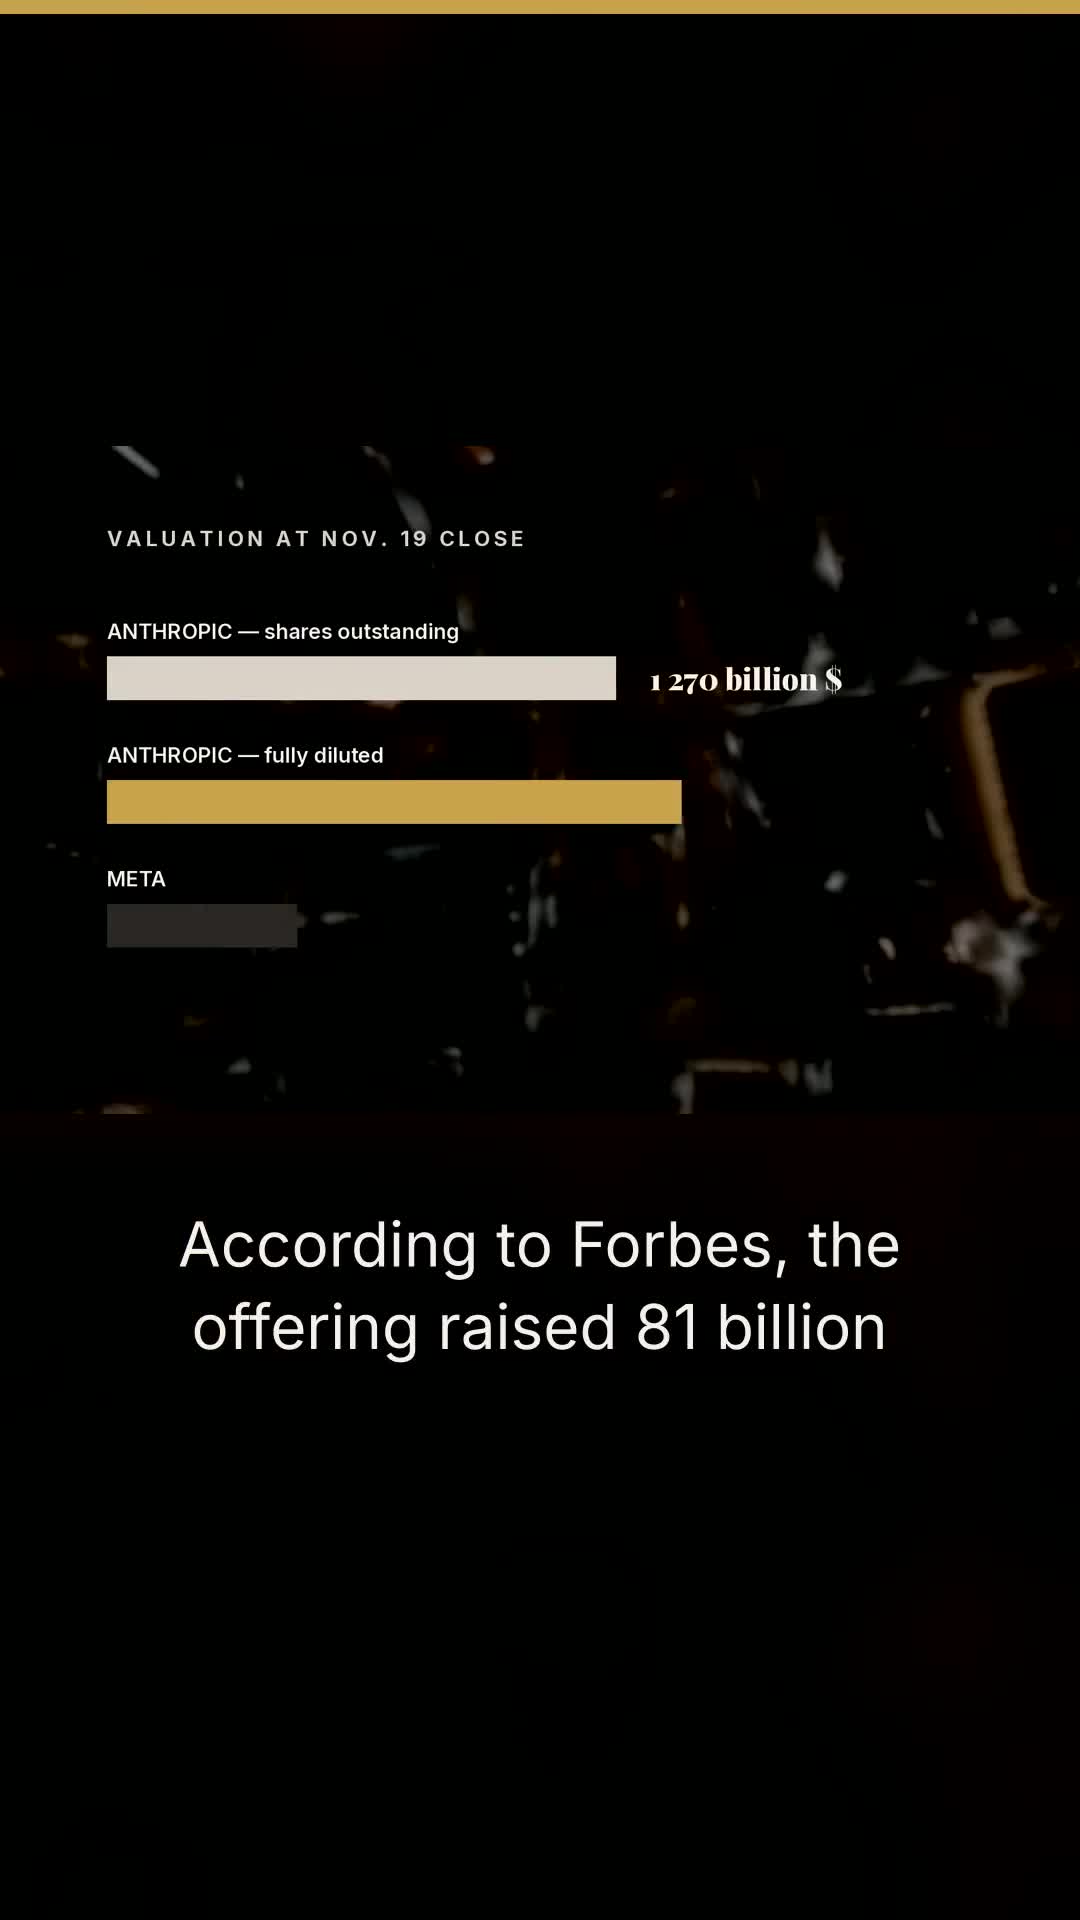 VALUATION AT NOV. 19 CLOSE
ANTHROPIC — shares outstanding
1 270 billion $
ANTHROPIC — fully diluted
META
According to Forbes, the
offering raised 81 billion